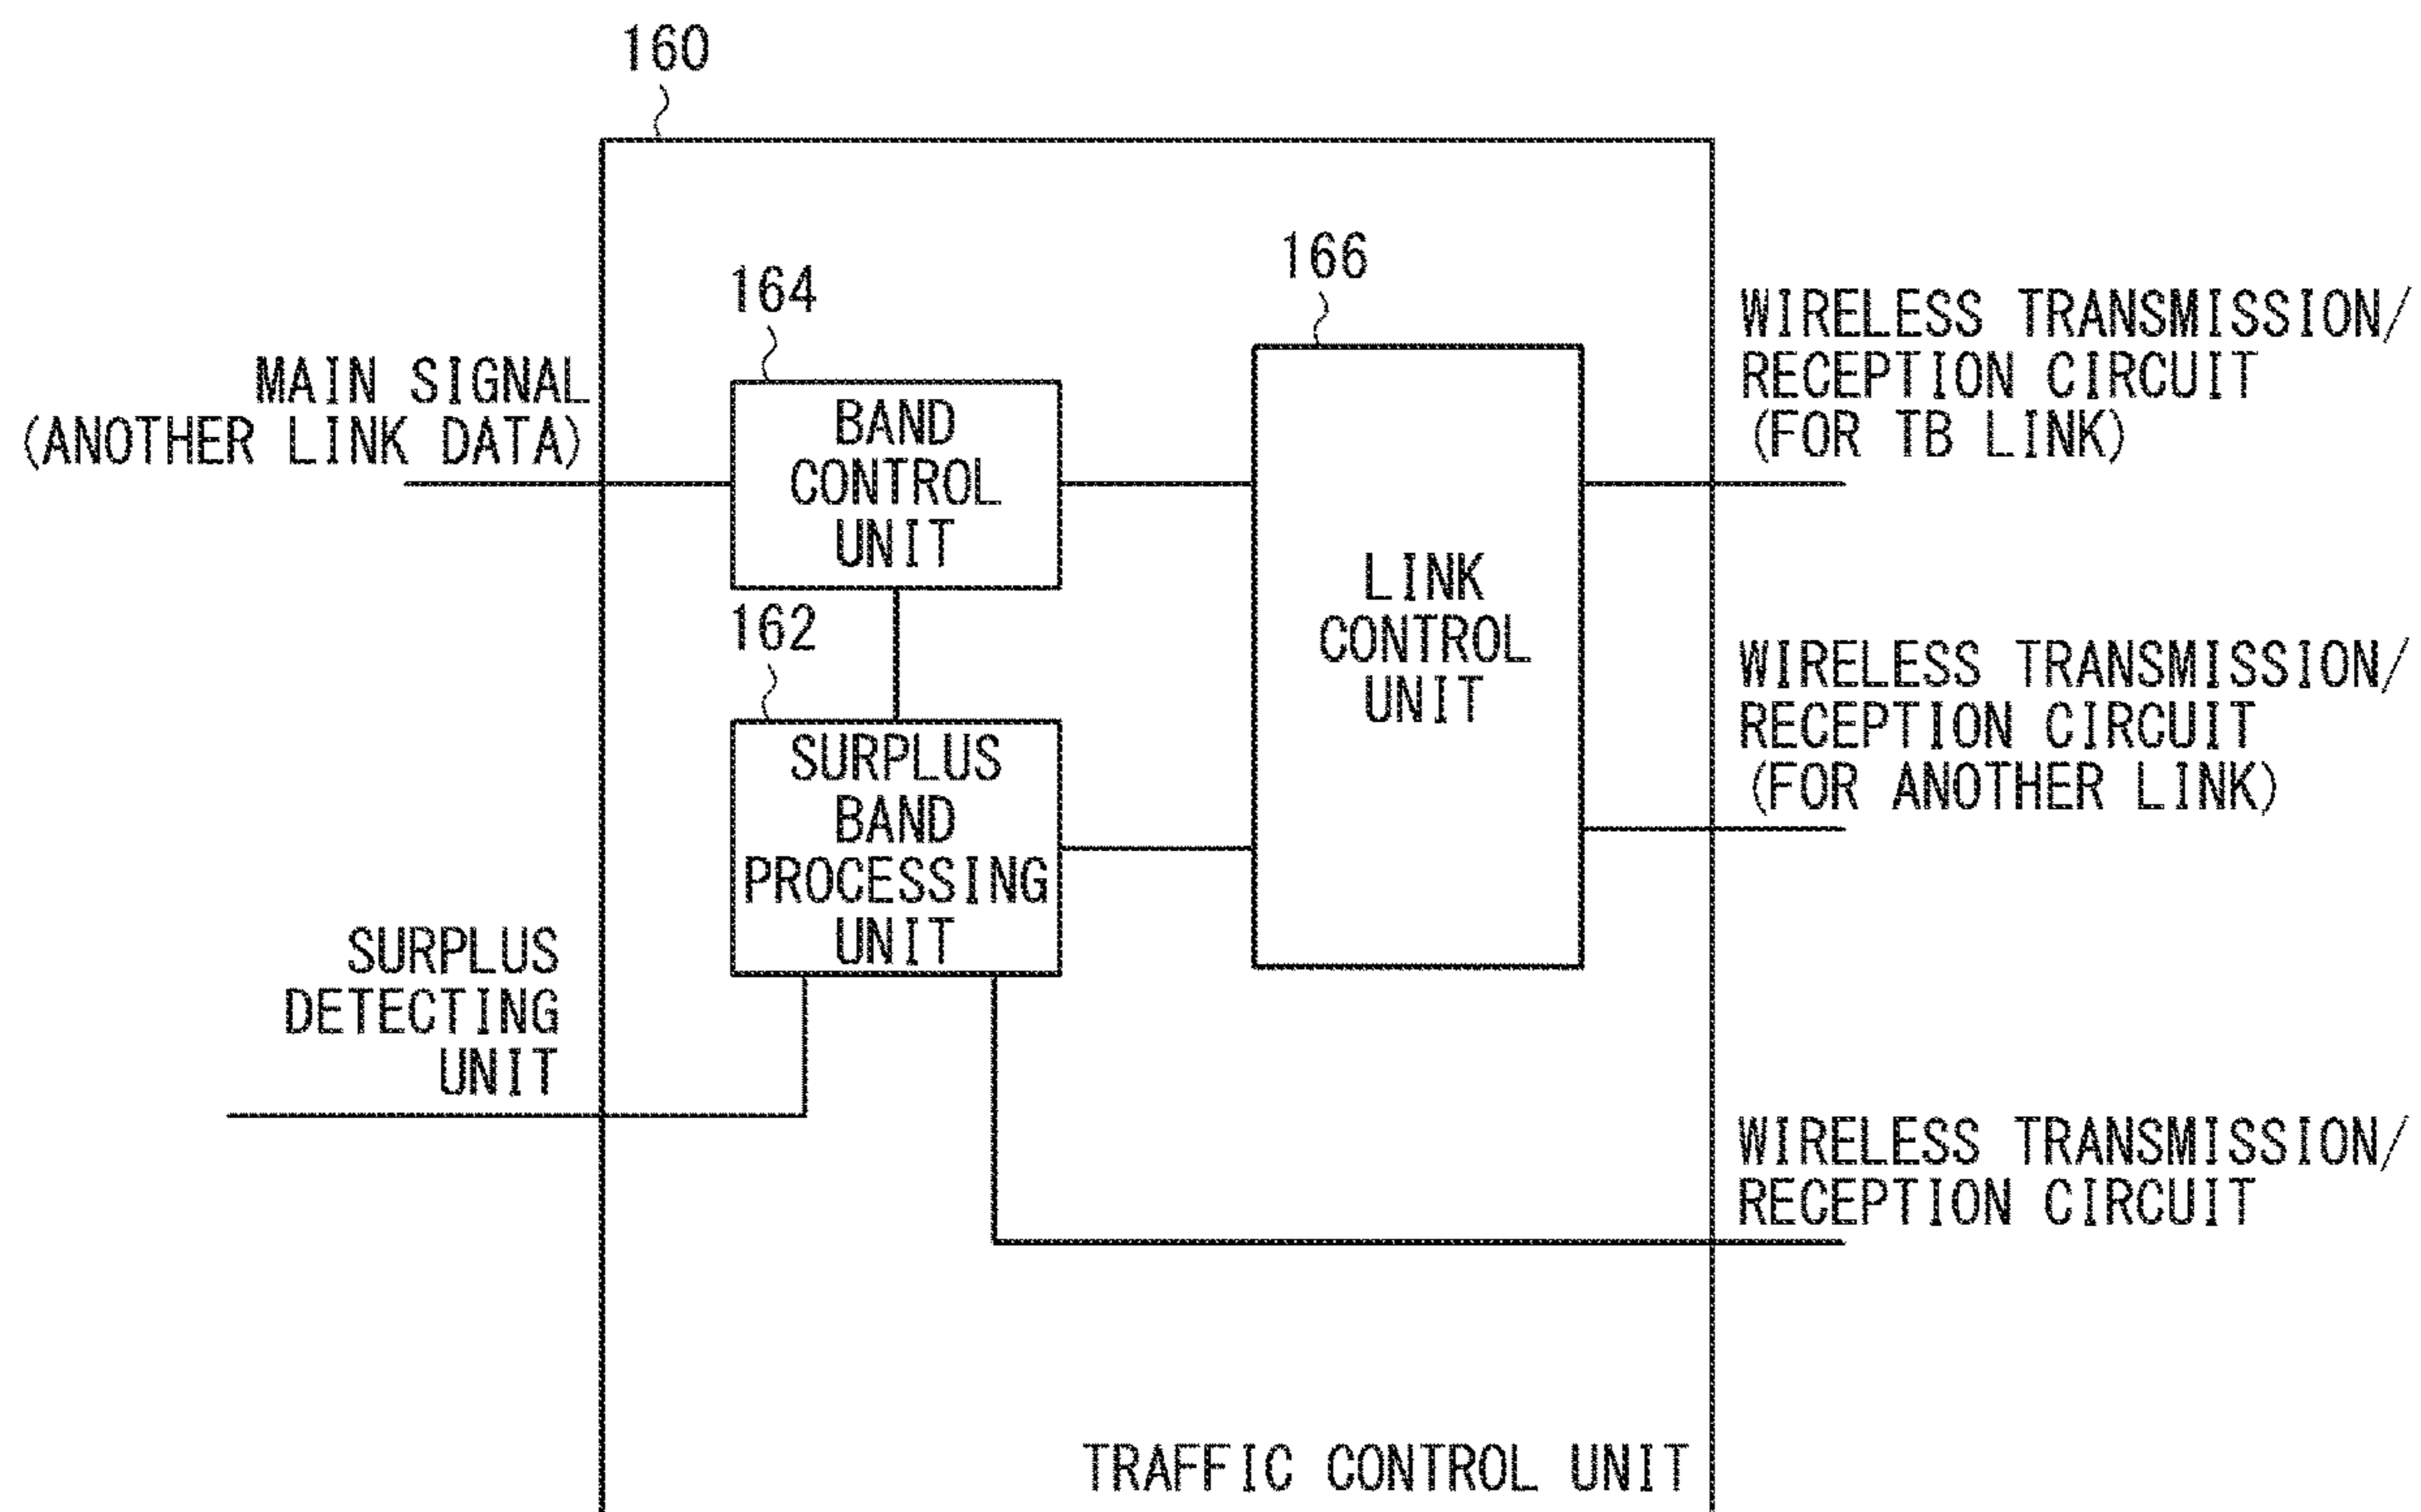 160
166
164
WIRELESS TRANSMISSION/
RECEPTION CIRCUIT
(FOR TB LINK)
MAIN SIGNAL
(ANOTHER LINK DATA)
BAND
CONTROL
UNIT
LINK
CONTROL
UNIT
162
WIRELESS TRANSMISSION/
RECEPTION CIRCUIT
(FOR ANOTHER LINK)
SURPLUS
BAND
PROCESSING
UNIT
SURPLUS
DETECTING
UNIT
WIRELESS TRANSMISSION/
RECEPTION CIRCUIT
TRAFFIC CONTROL UNIT